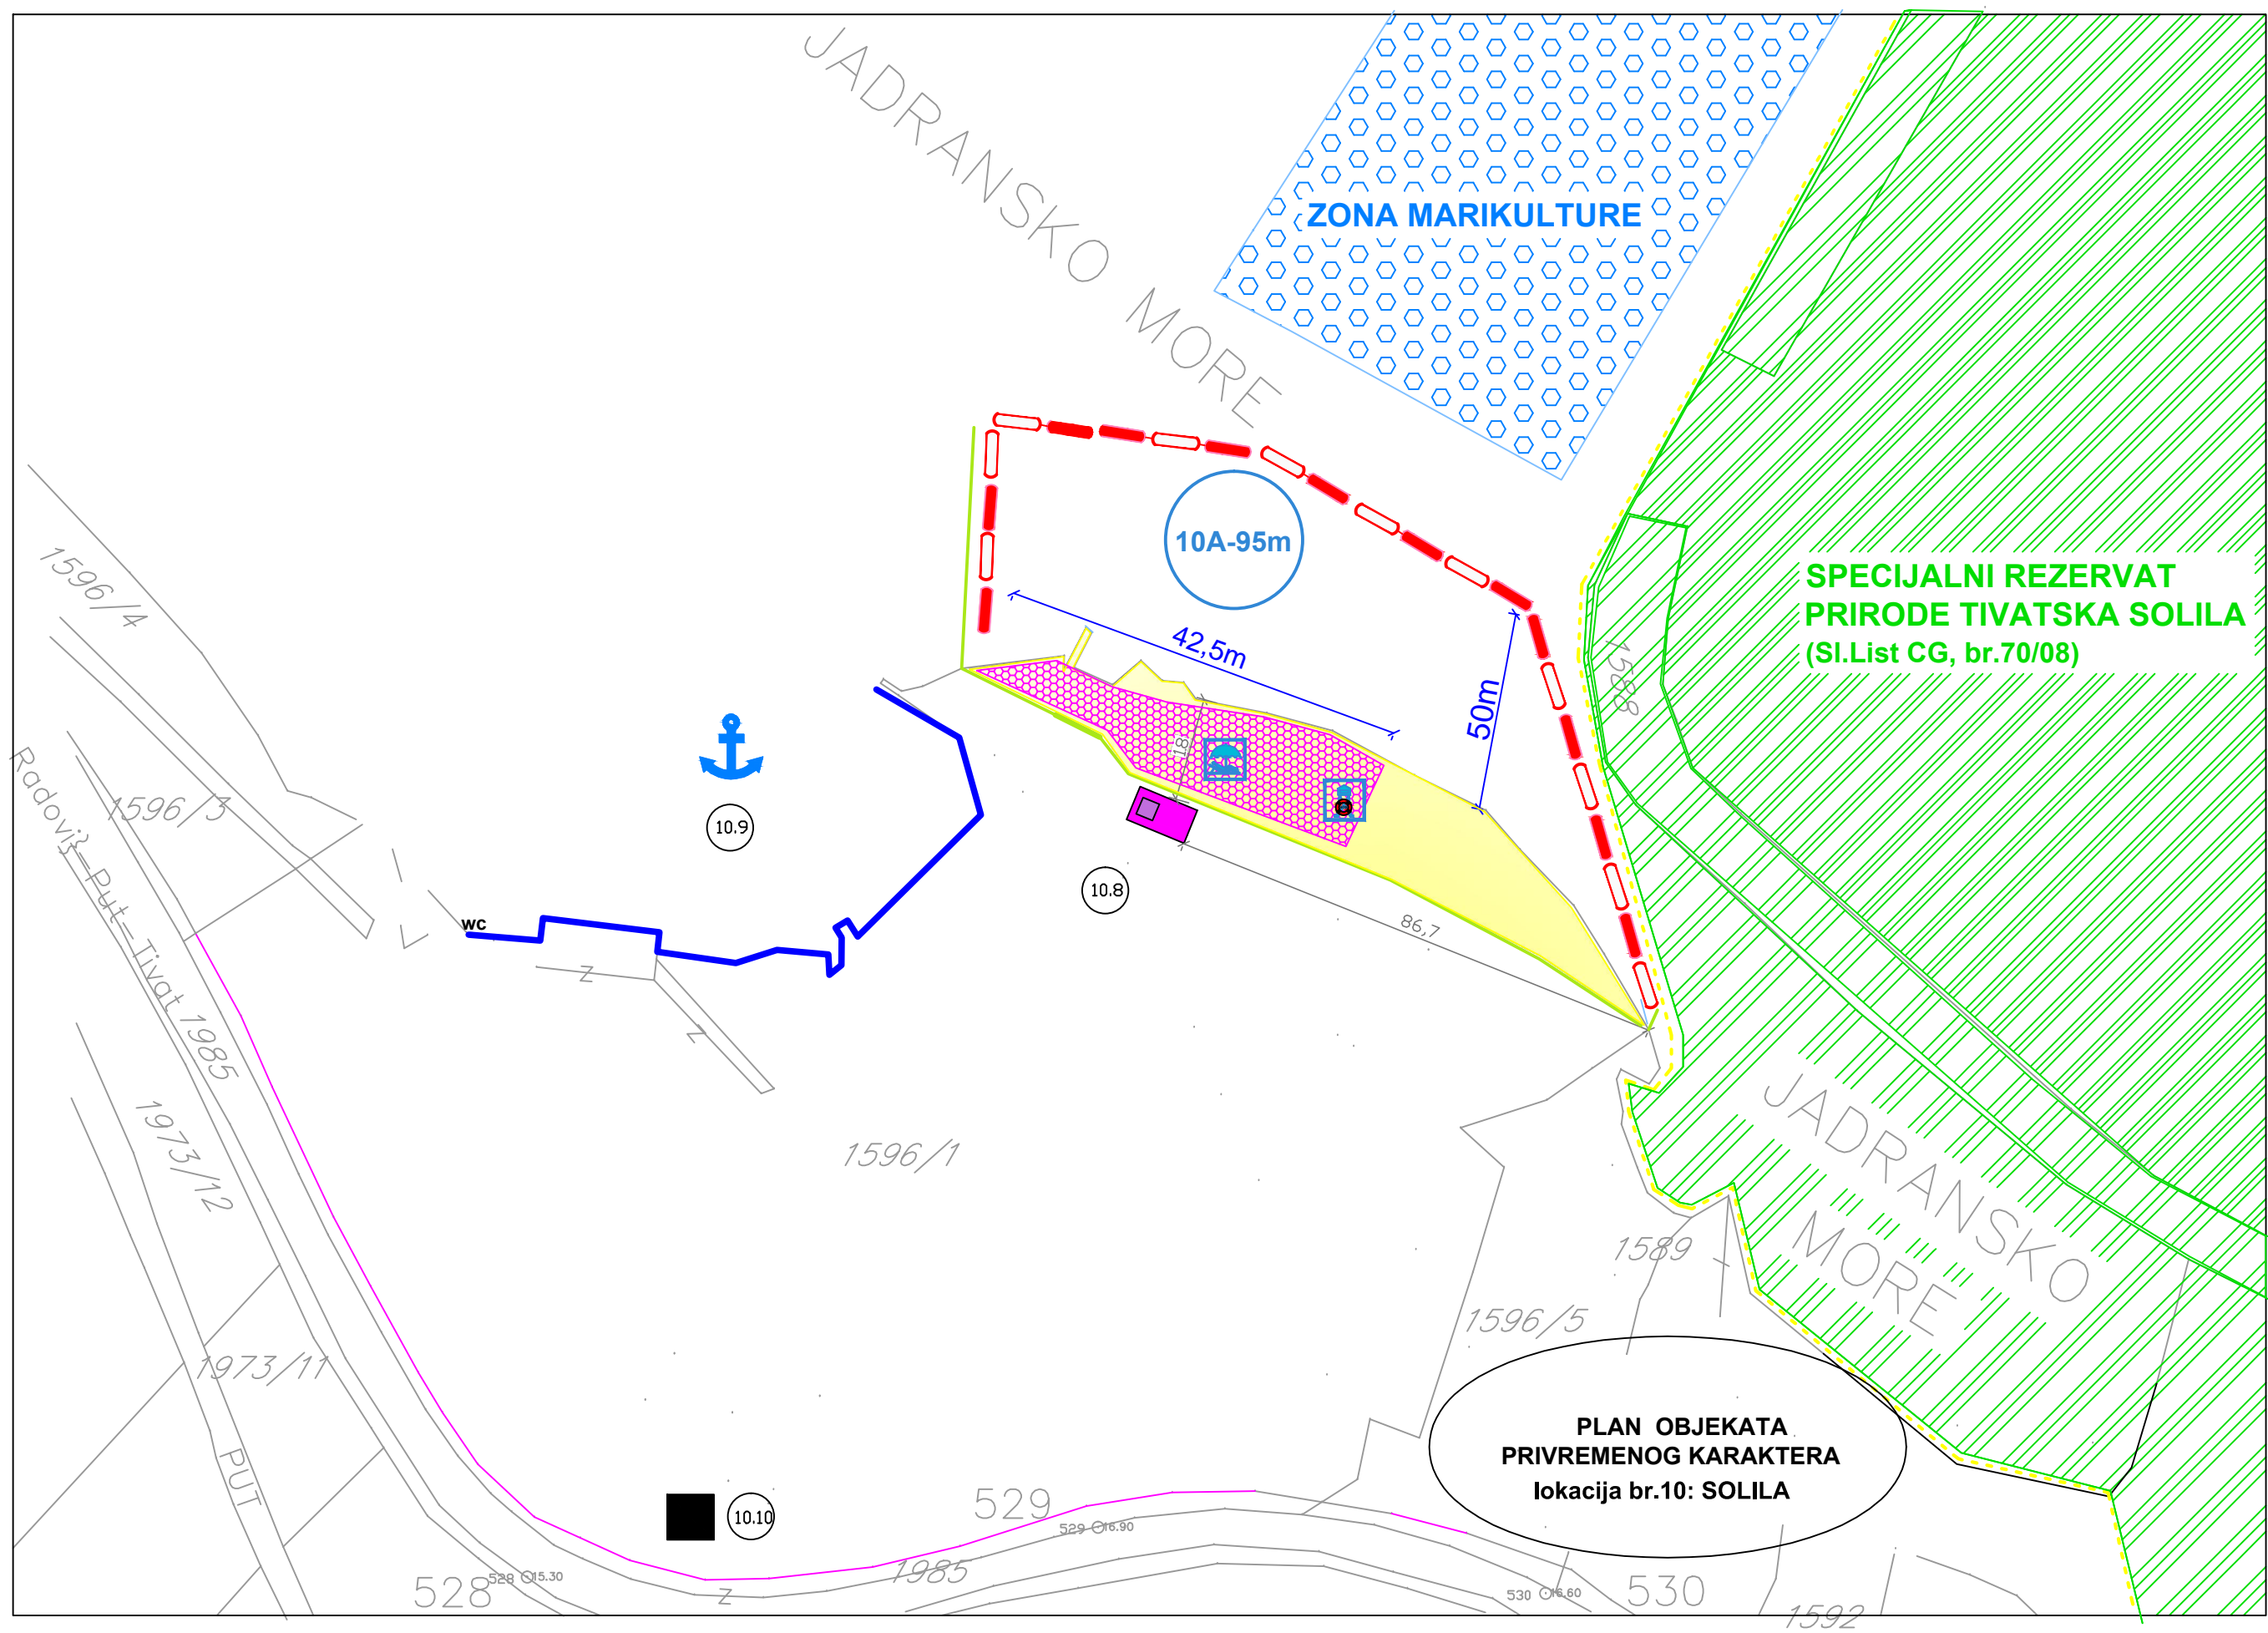 JADRANSKO MORE
ZONA MARIKULTURE
10A-95m
SPECIJALNI REZERVAT
PRIRODE TIVATSKA SOLILA
(Sl.List CG, br.70/08)
1596/4
42,5m
1588
50m
18
Radovići-Put-Tivat 1985
1596/3
10.9
10.8
wc
86,7
Z
Z
1973/12
1596/1
JADRANSKO
MORE
1589
1596/5
1973/11
PUT
PLAN OBJEKATA
PRIVREMENOG KARAKTERA
lokacija br.10: SOLILA
10.10
529
529 16.90
1985
528
528 15.30
Z
530 16.60
530
1592